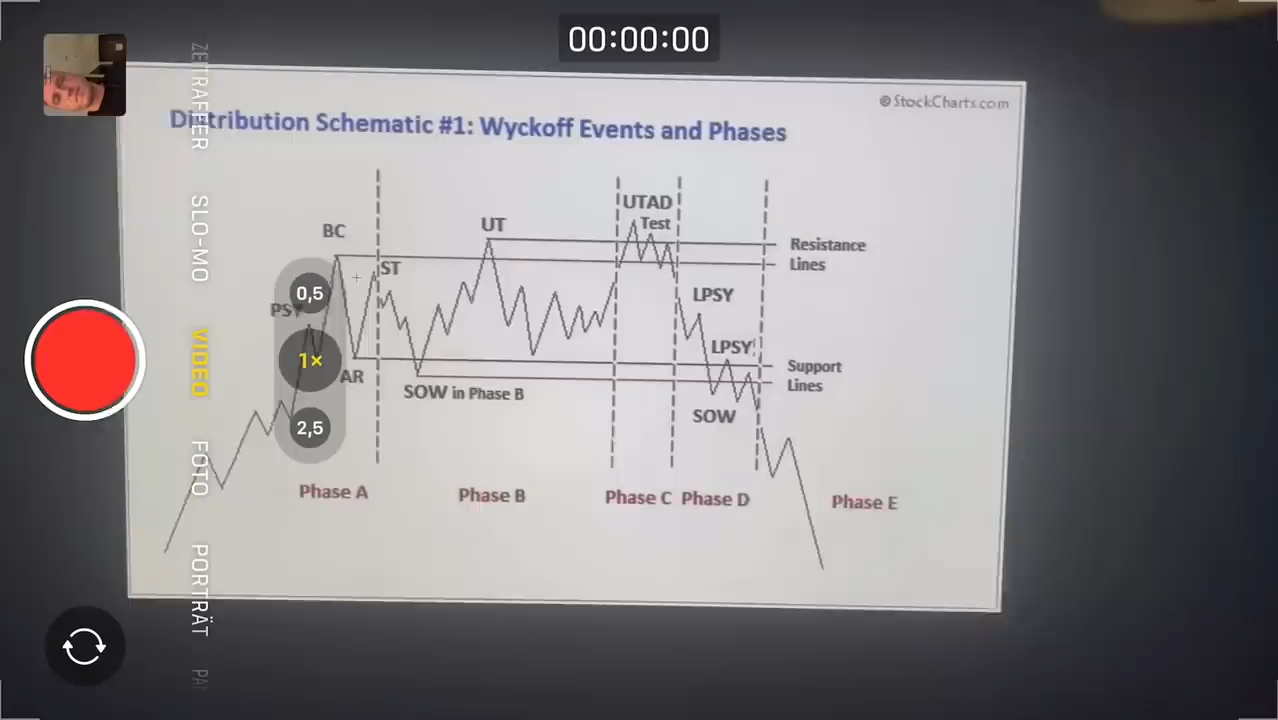 00:00:00
ZEITRAFFER
SLO-MO
VIDEO
FOTO
PORTRÄT
0,5
1×
2,5
@StockCharts.com
Distribution Schematic #1: Wyckoff Events and Phases
BC
UT
UTAD
Test
ST
PSY
AR
SOW in Phase B
LPSY
LPSY
SOW
Resistance
Lines
Support
Lines
Phase A
Phase B
Phase C
Phase D
Phase E